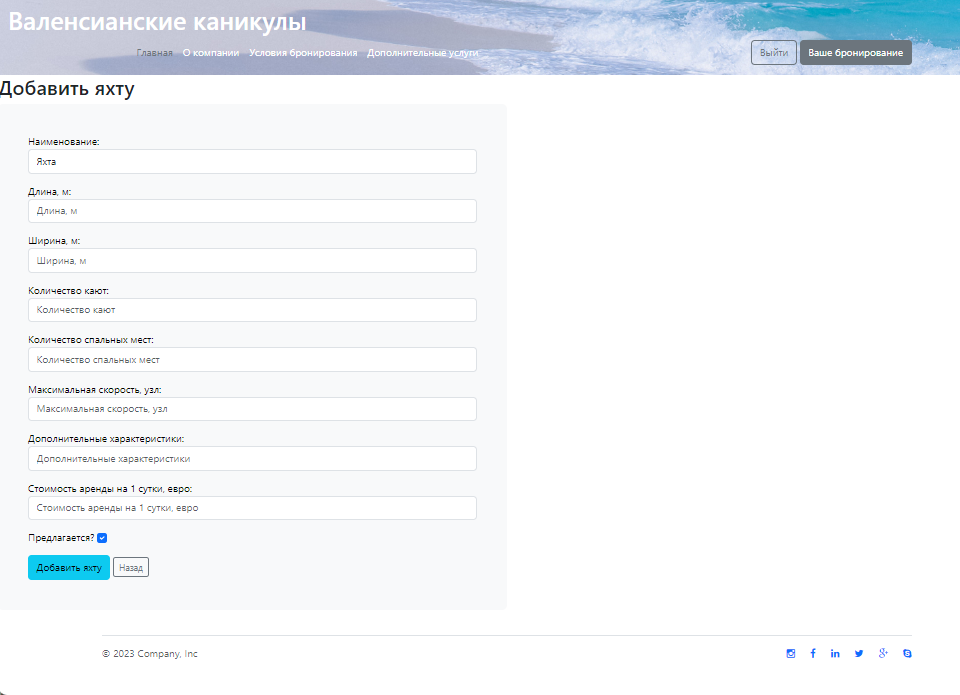 Валенсианские каникулы
Главная О компании Условия бронирования Дополнительные услуги Выйти Ваше бронирование
Добавить яхту
Наименование:
Яхта
Длина, м:
Длина, м
Ширина, м:
Ширина, м
Количество кают:
Количество кают
Количество спальных мест:
Количество спальных мест
Максимальная скорость, узл:
Максимальная скорость, узл
Дополнительные характеристики:
Дополнительные характеристики
Стоимость аренды на 1 сутки, евро:
Стоимость аренды на 1 сутки, евро
Предлагается?
Добавить яхту Назад
© 2023 Company, Inc